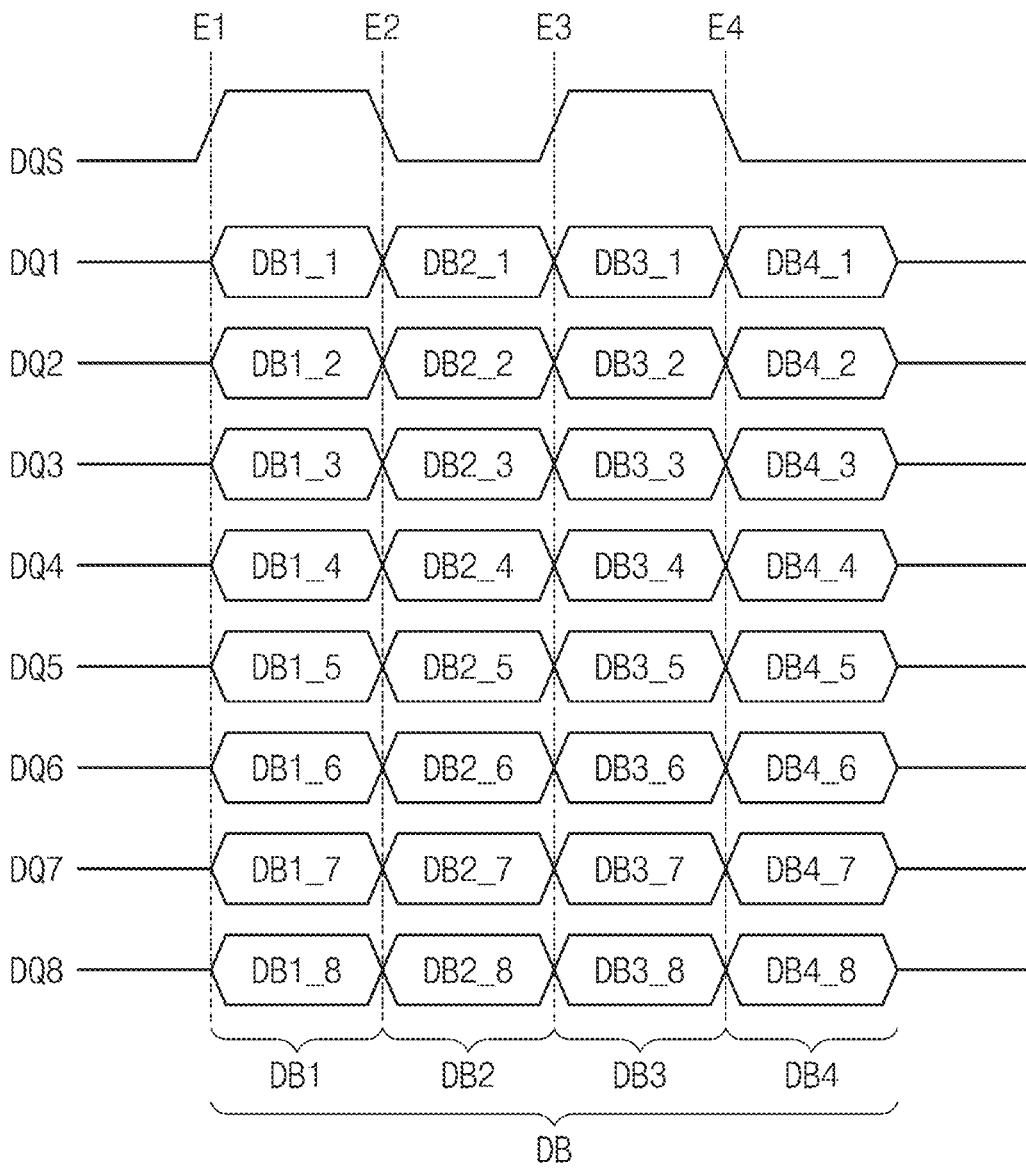 E1 E2 E3 E4
DQS
DQ1 DB1_1 DB2_1 DB3_1 DB4_1
DQ2 DB1_2 DB2_2 DB3_2 DB4_2
DQ3 DB1_3 DB2_3 DB3_3 DB4_3
DQ4 DB1_4 DB2_4 DB3_4 DB4_4
DQ5 DB1_5 DB2_5 DB3_5 DB4_5
DQ6 DB1_6 DB2_6 DB3_6 DB4_6
DQ7 DB1_7 DB2_7 DB3_7 DB4_7
DQ8 DB1_8 DB2_8 DB3_8 DB4_8
DB1 DB2 DB3 DB4
DB